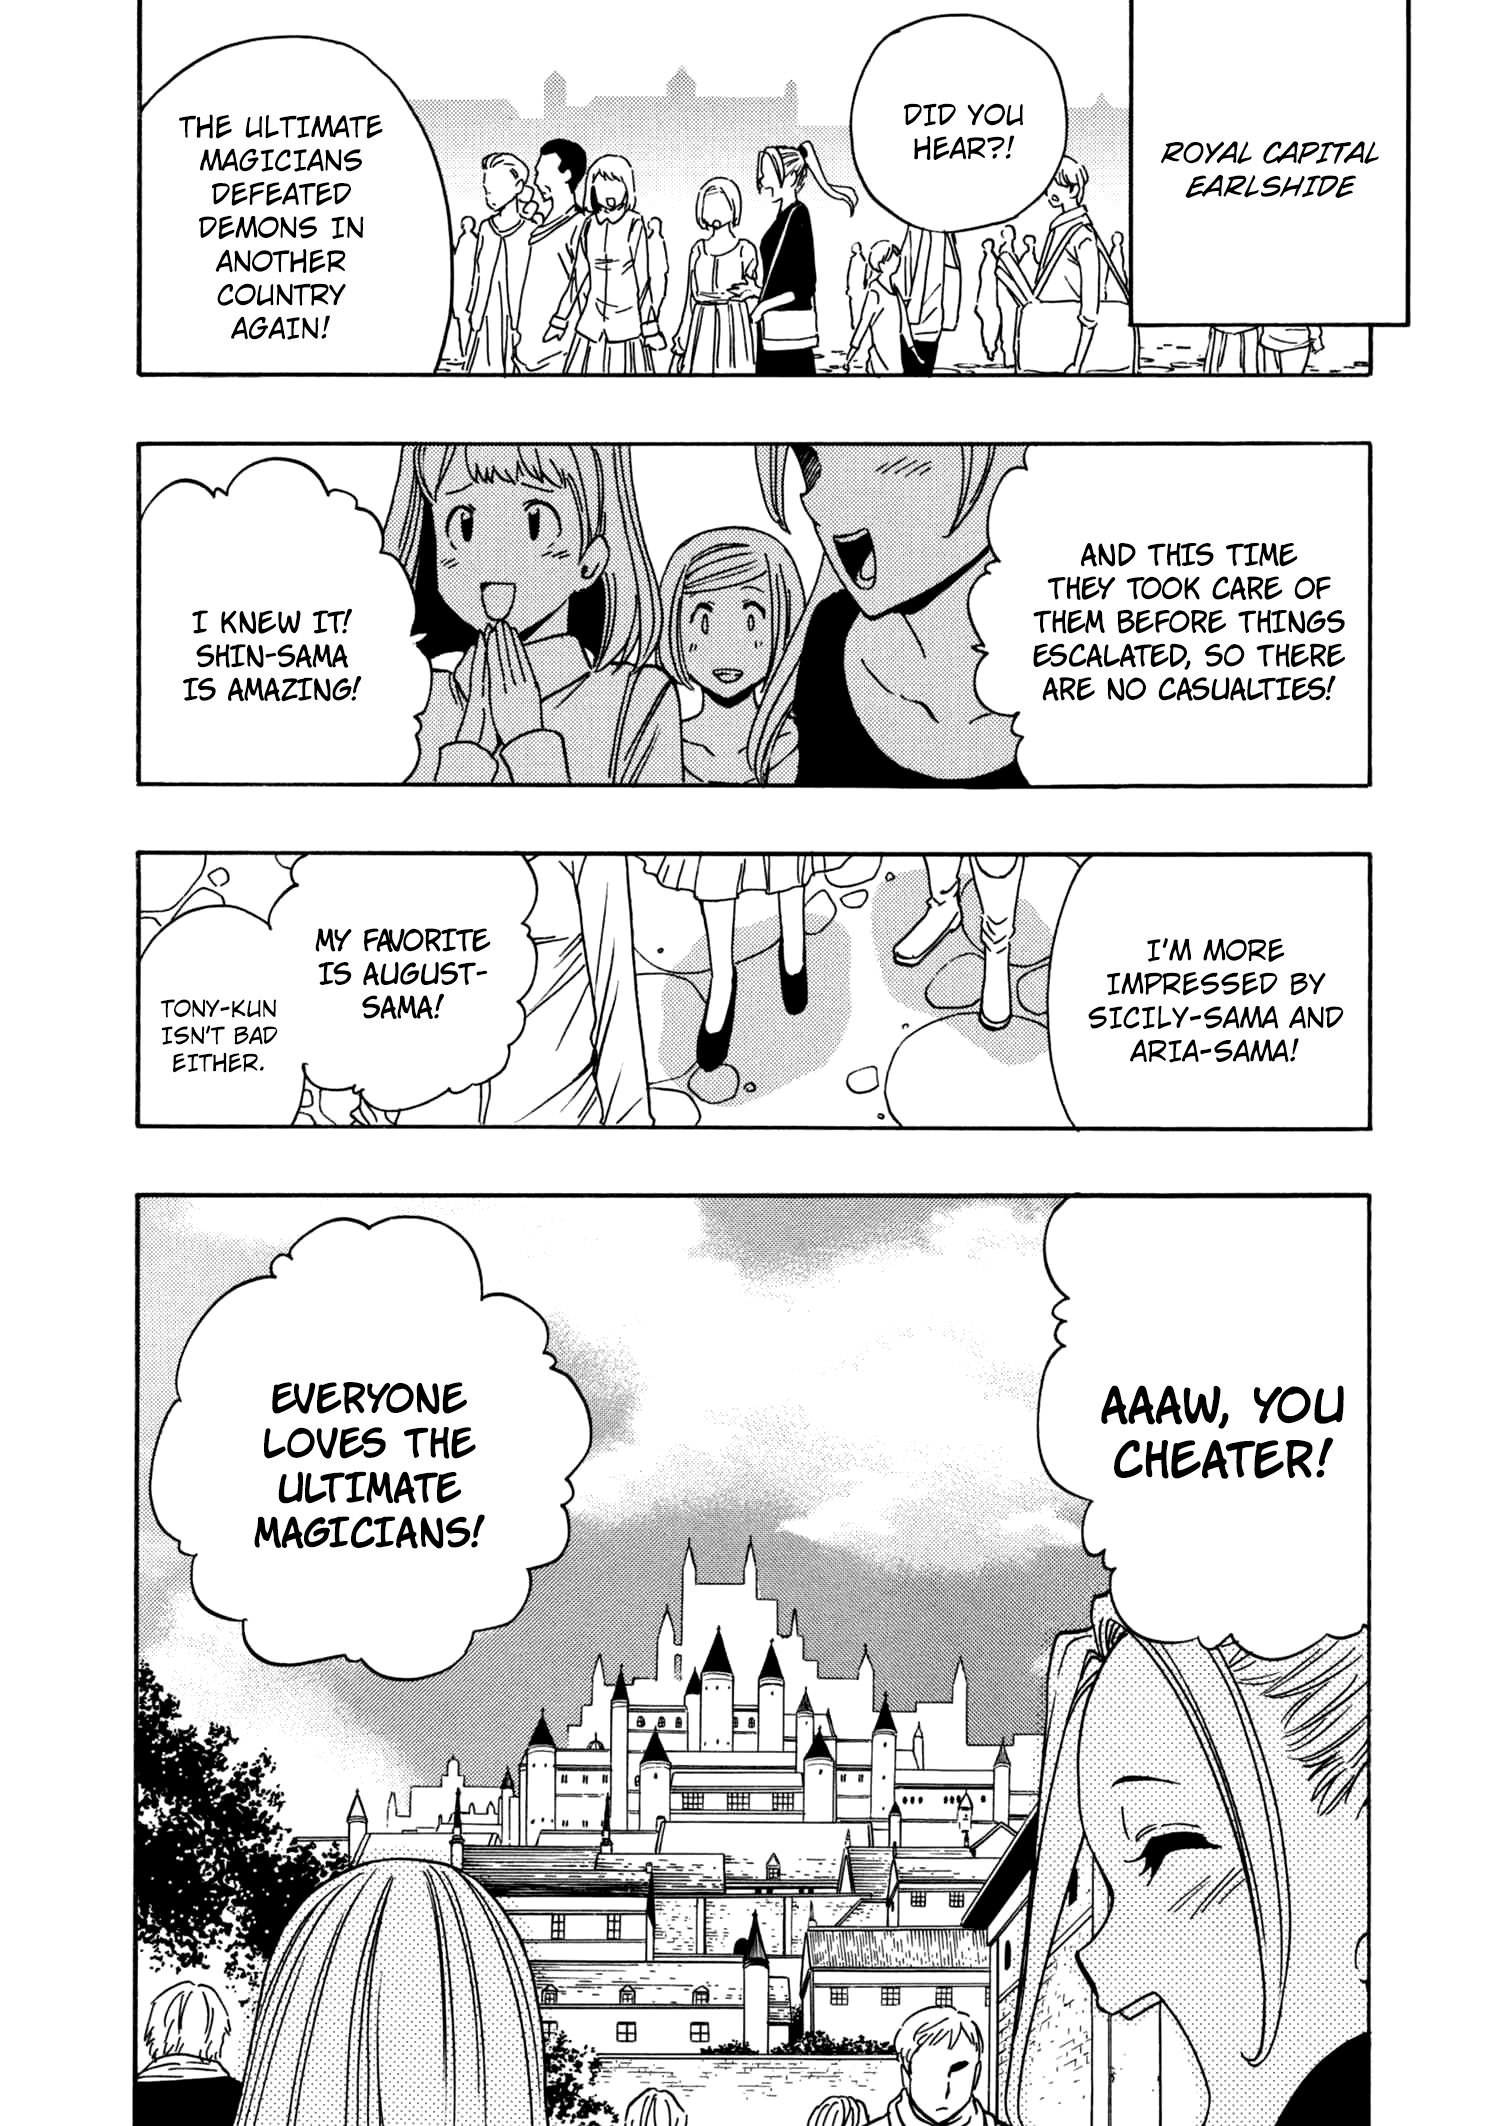 ROYAL CAPITAL
EARLSHIDE
DID YOU
HEAR?!
THE ULTIMATE
MAGICIANS
DEFEATED
DEMONS IN
ANOTHER
COUNTRY
AGAIN!
AND THIS TIME
THEY TOOK CARE OF
THEM BEFORE THINGS
ESCALATED, SO THERE
ARE NO CASUALTIES!
I KNEW IT!
SHIN-SAMA
IS AMAZING!
I'M MORE
IMPRESSED BY
SICILY-SAMA AND
ARIA-SAMA!
MY FAVORITE
IS AUGUST-
SAMA!
TONY-KUN
ISN'T BAD
EITHER.
AAAW, YOU
CHEATER!
EVERYONE
LOVES THE
ULTIMATE
MAGICIANS!